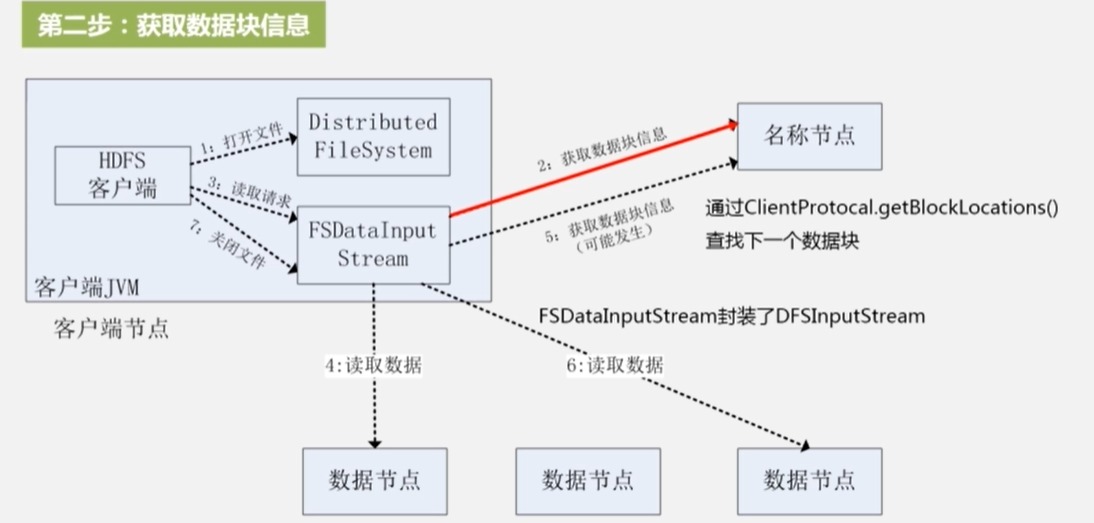 第二步：获取数据块信息
Distributed
FileSystem
HDFS
客户端
1: 打开文件
3: 读取请求
7: 关闭文件
FSDataInput
Stream
客户端JVM
客户端节点
2: 获取数据块信息
5: 获取数据块信息
（可能发生）
名称节点
通过ClientProtocal.getBlockLocations()
查找下一个数据块
FSDataInputStream封装了DFSInputStream
4:读取数据
6:读取数据
数据节点
数据节点
数据节点